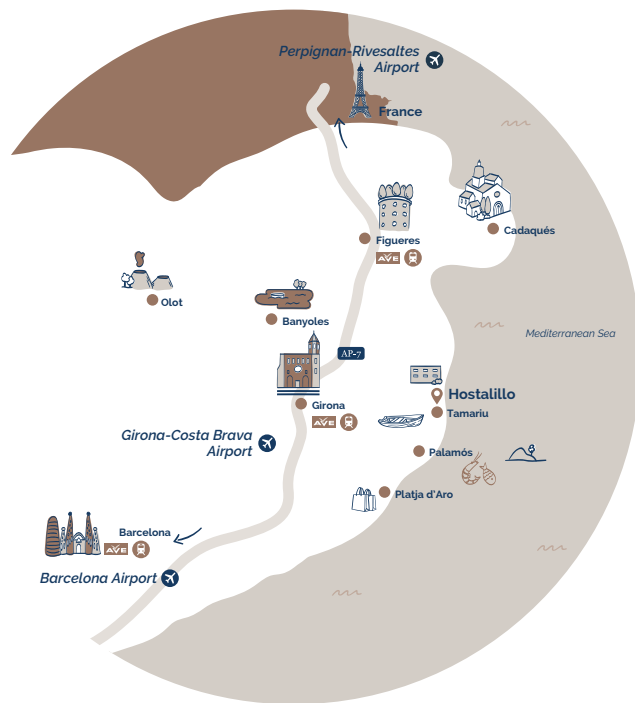 Perpignan-Rivesaltes
Airport
France
Cadaqués
Figueres
AVE
Olot
Banyoles
Mediterranean Sea
AP-7
Hostalillo
Girona
Tamariu
AVE
Girona-Costa Brava
Airport
Palamós
Platja d'Aro
Barcelona
AVE
Barcelona Airport